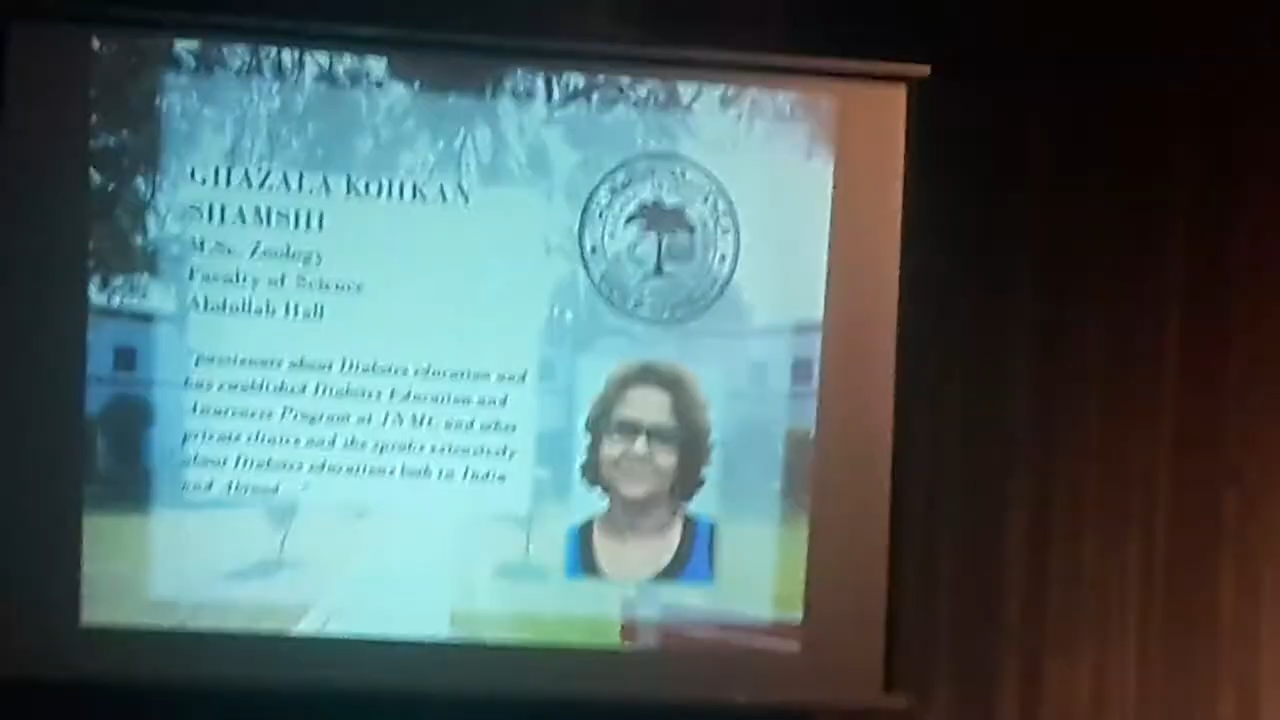 GHAZALA KOHKAN
SHAMSHI
M.Sc. Zoology
Faculty of Science
Abdullah Hall
"passionate about Diabetes education and
has established Diabetes Education and
Awareness Program at JNMC and other
private clinics and she speaks extensively
about Diabetes educations both in India
and Abroad..."